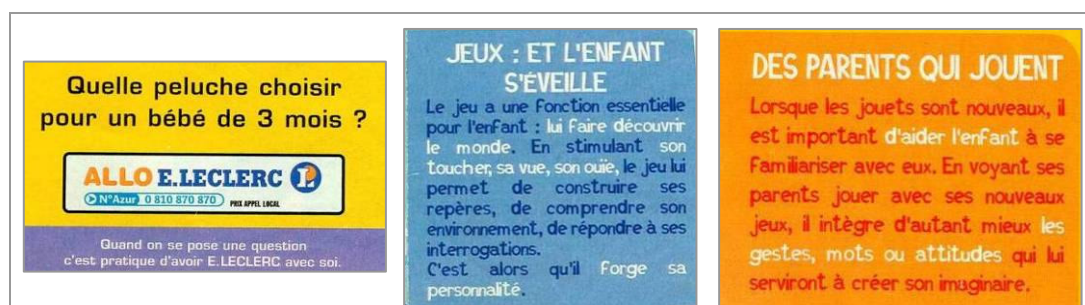 Quelle peluche choisir
pour un bébé de 3 mois ?
ALLO E.LECLERC
N°Azur 0 810 870 870 PRIX APPEL LOCAL
Quand on se pose une question
c'est pratique d'avoir E.LECLERC avec soi.
JEUX : ET L'ENFANT
S'ÉVEILLE
Le jeu a une Fonction essentielle
pour l'enfant : lui Faire découvrir
le monde. En stimulant son
toucher, sa vue, son ouïe, le jeu lui
permet de construire ses
repères, de comprendre son
environnement, de répondre à ses
interrogations.
C'est alors qu'il Forge sa
personnalité.
DES PARENTS QUI JOUENT
Lorsque les jouets sont nouveaux, il
est important d'aider l'enfant à se
Familiariser avec eux. En voyant ses
parents jouer avec ses nouveaux
jeux, il intègre d'autant mieux les
gestes, mots ou attitudes qui lui
serviront à créer son imaginaire.